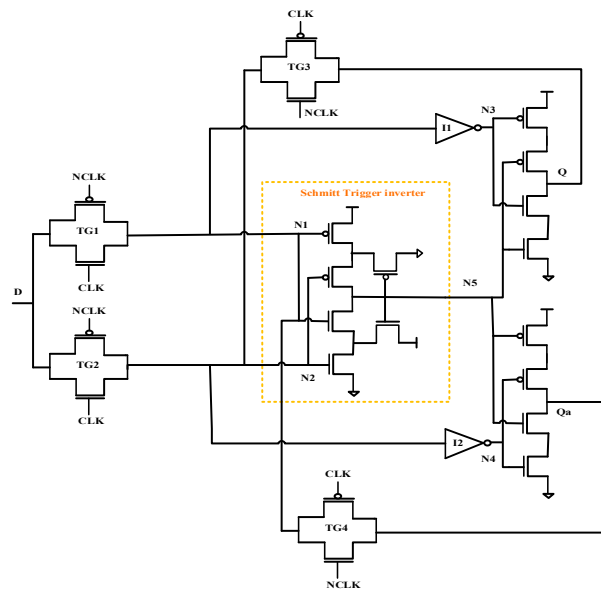 CLK
TG3
NCLK
N3
I1
Q
NCLK
Schmitt Trigger inverter
TG1
N1
CLK
N5
D
NCLK
TG2
N2
Qa
CLK
I2
N4
CLK
TG4
NCLK